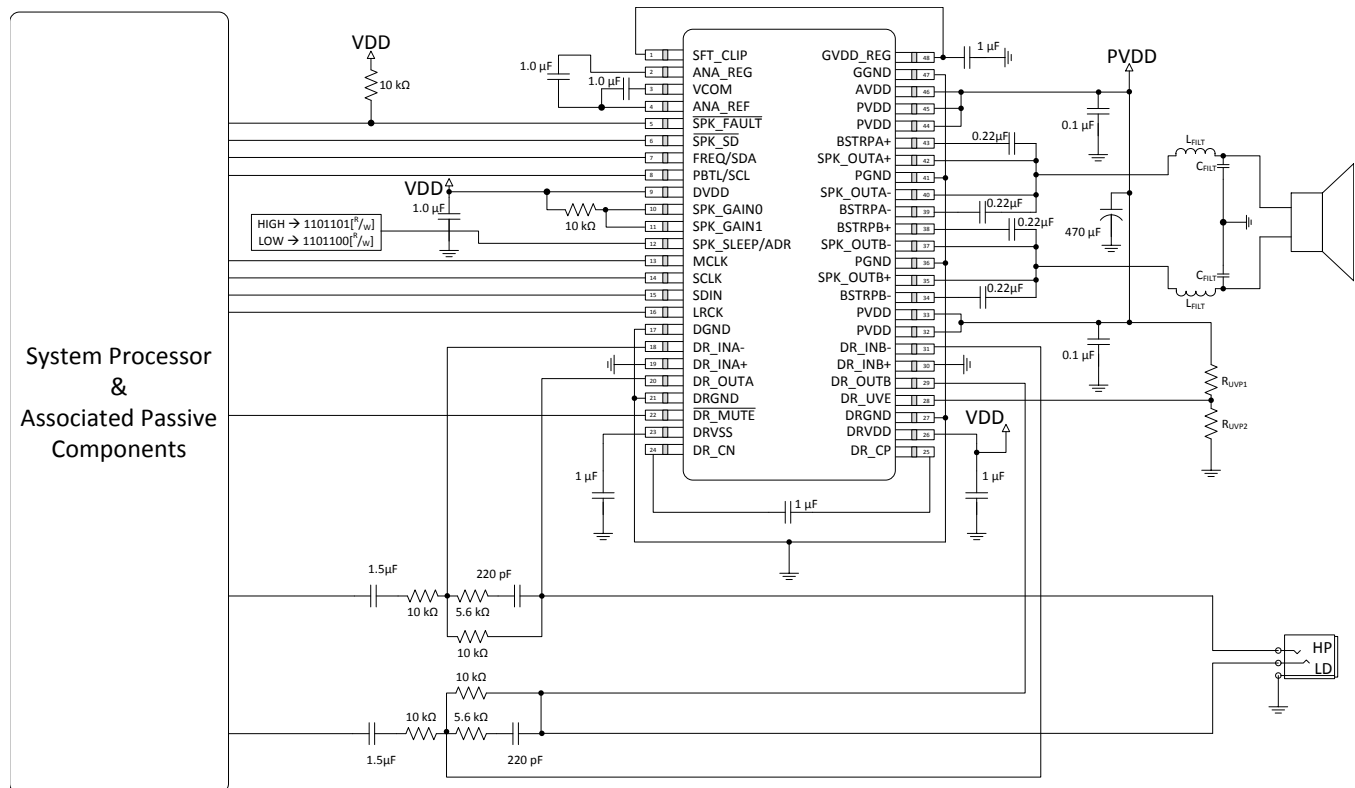 System Processor
&
Associated Passive
Components
VDD
10 kΩ
1.0 µF
1.0 µF
VDD
1.0 µF
10 kΩ
HIGH → 1101101[R/W]
LOW → 1101100[R/W]
1 SFT_CLIP
2 ANA_REG
3 VCOM
4 ANA_REF
5 SPK_FAULT
6 SPK_SD
7 FREQ/SDA
8 PBTL/SCL
9 DVDD
10 SPK_GAIN0
11 SPK_GAIN1
12 SPK_SLEEP/ADR
13 MCLK
14 SCLK
15 SDIN
16 LRCK
17 DGND
18 DR_INA-
19 DR_INA+
20 DR_OUTA
21 DRGND
22 DR_MUTE
23 DRVSS
24 DR_CN
GVDD_REG 48
GGND 47
AVDD 46
PVDD 45
PVDD 44
BSTRPA+ 43
SPK_OUTA+ 42
PGND 41
SPK_OUTA- 40
BSTRPA- 39
BSTRPB+ 38
SPK_OUTB- 37
PGND 36
SPK_OUTB+ 35
BSTRPB- 34
PVDD 33
PVDD 32
DR_INB- 31
DR_INB+ 30
DR_OUTB 29
DR_UVE 28
DRGND 27
DRVDD 26
DR_CP 25
1 µF
PVDD
0.1 µF
0.22µF
0.22µF
0.22µF
0.22µF
470 µF
LFILT
CFILT
CFILT
LFILT
0.1 µF
RUVP1
RUVP2
VDD
1 µF
1 µF
1 µF
1.5µF
10 kΩ
5.6 kΩ
220 pF
10 kΩ
10 kΩ
1.5µF
10 kΩ
5.6 kΩ
220 pF
HP
LD